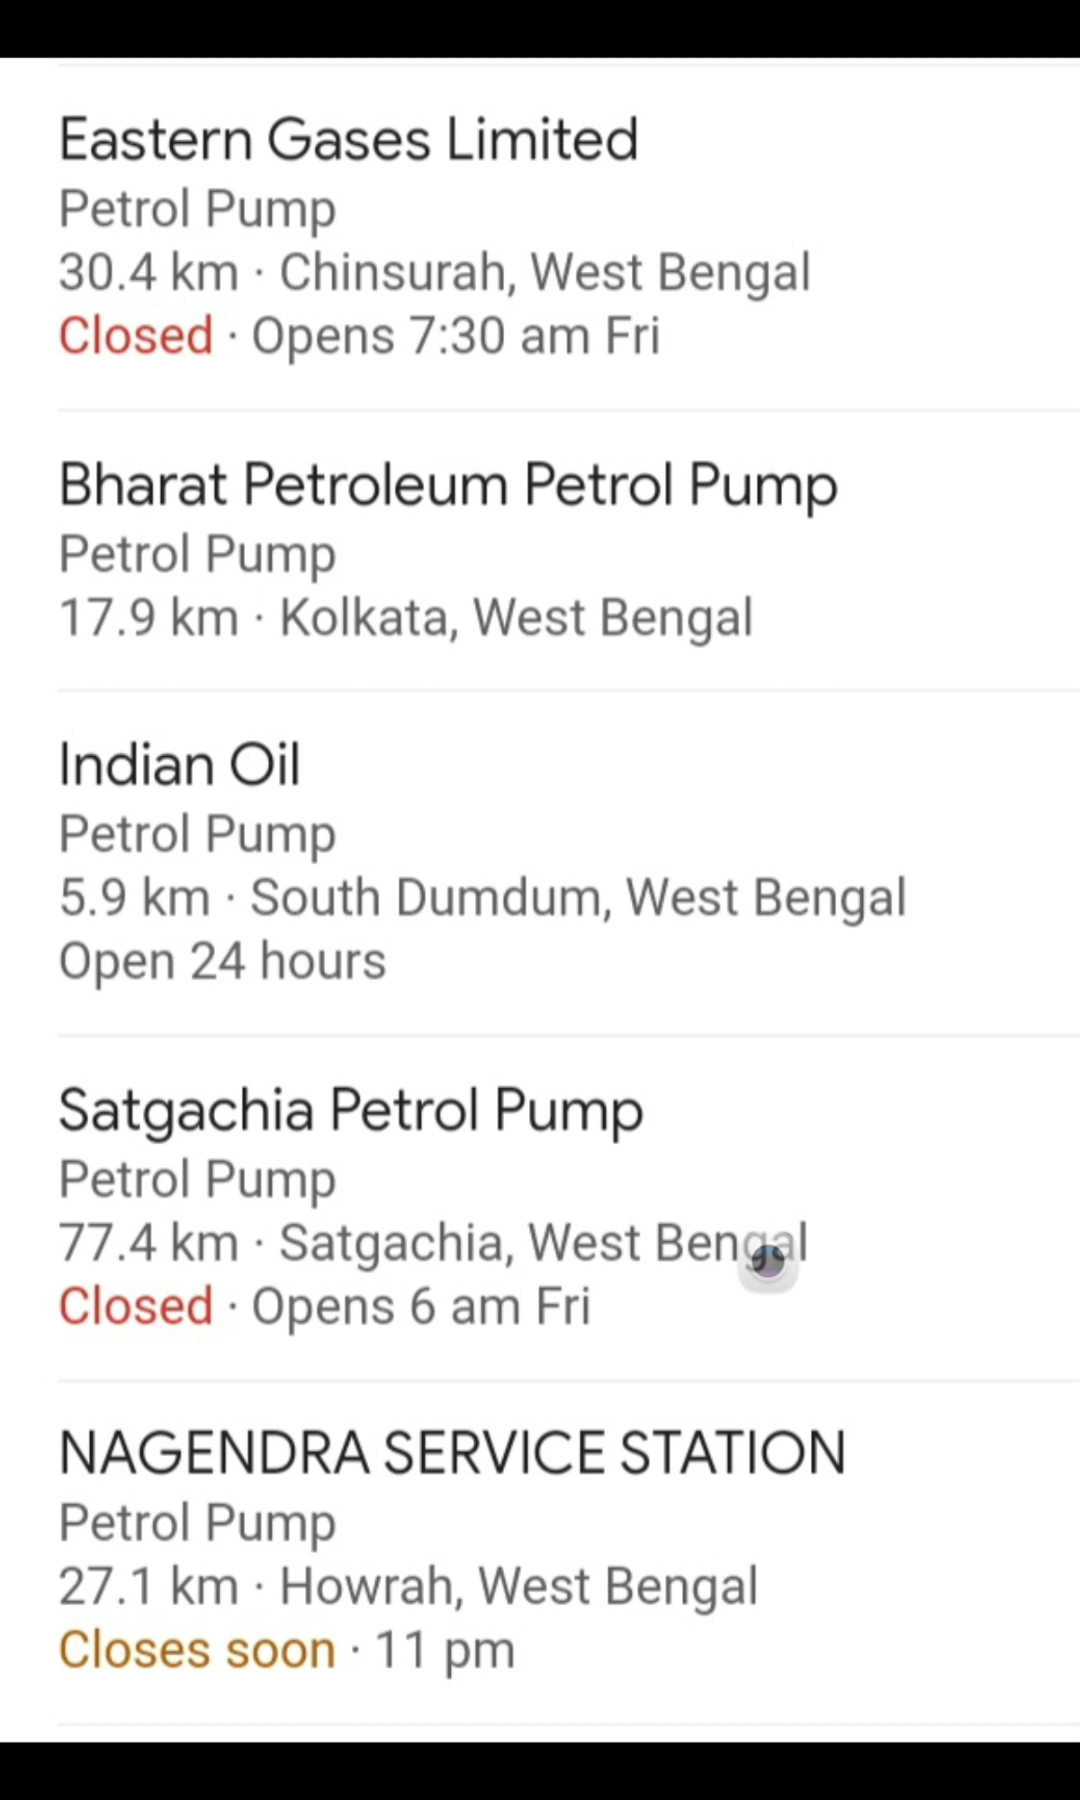 Eastern Gases Limited
Petrol Pump
30.4 km · Chinsurah, West Bengal
Closed · Opens 7:30 am Fri
Bharat Petroleum Petrol Pump
Petrol Pump
17.9 km · Kolkata, West Bengal
Indian Oil
Petrol Pump
5.9 km · South Dumdum, West Bengal
Open 24 hours
Satgachia Petrol Pump
Petrol Pump
77.4 km · Satgachia, West Bengal
Closed · Opens 6 am Fri
NAGENDRA SERVICE STATION
Petrol Pump
27.1 km · Howrah, West Bengal
Closes soon · 11 pm